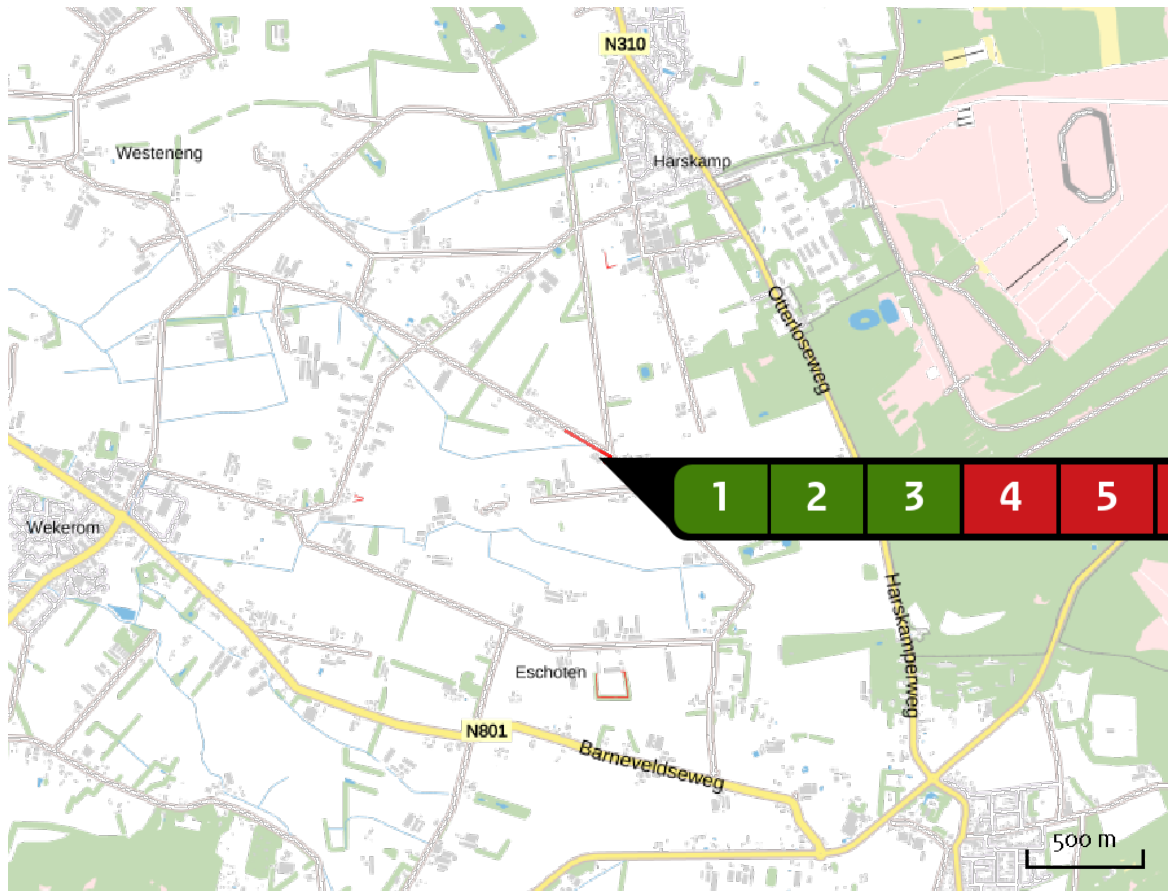 N310
Westeneng
Harskamp
Otterloseweg
1 2 3 4 5
Wekerom
Harskamperweg
Eschoten
N801
Barneveldseweg
500 m